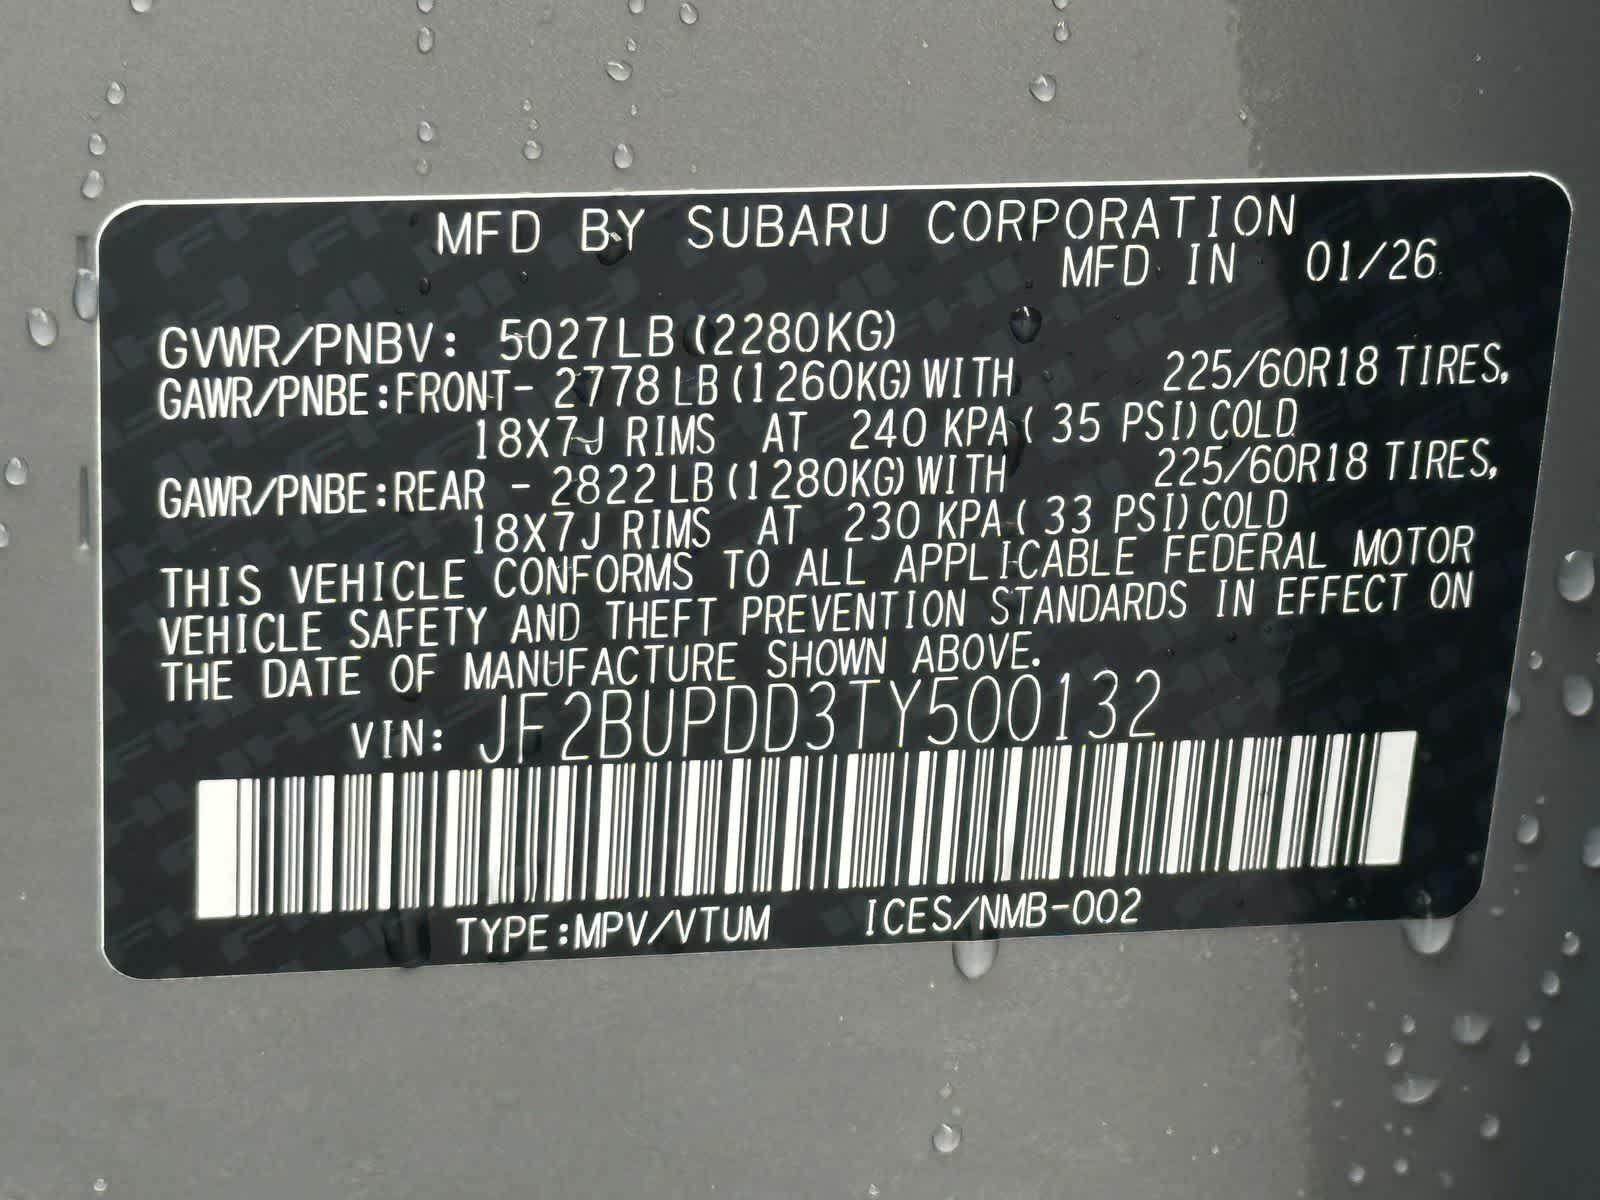 MFD BY SUBARU CORPORATION
MFD IN 01/26
GVWR/PNBV: 5027LB(2280KG)
GAWR/PNBE:FRONT- 2778LB(1260KG)WITH 225/60R18 TIRES,
18X7J RIMS AT 240 KPA( 35 PSI)COLD
GAWR/PNBE:REAR - 2822LB(1280KG)WITH 225/60R18 TIRES,
18X7J RIMS AT 230 KPA( 33 PSI)COLD
THIS VEHICLE CONFORMS TO ALL APPLICABLE FEDERAL MOTOR
VEHICLE SAFETY AND THEFT PREVENTION STANDARDS IN EFFECT ON
THE DATE OF MANUFACTURE SHOWN ABOVE.
VIN: JF2BUPDD3TY500132
TYPE:MPV/VTUM ICES/NMB-002